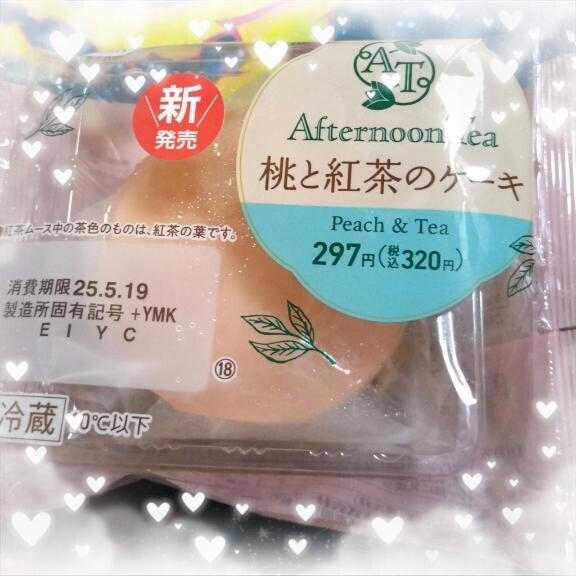 AT
新
発売
Afternoon Tea
桃と紅茶のケーキ
Peach & Tea
297円(税込320円)
紅茶ムース中の茶色のものは、紅茶の葉です。
消費期限 25.5.19
製造所固有記号 +YMK
E I Y C
⑱
冷蔵 10℃以下